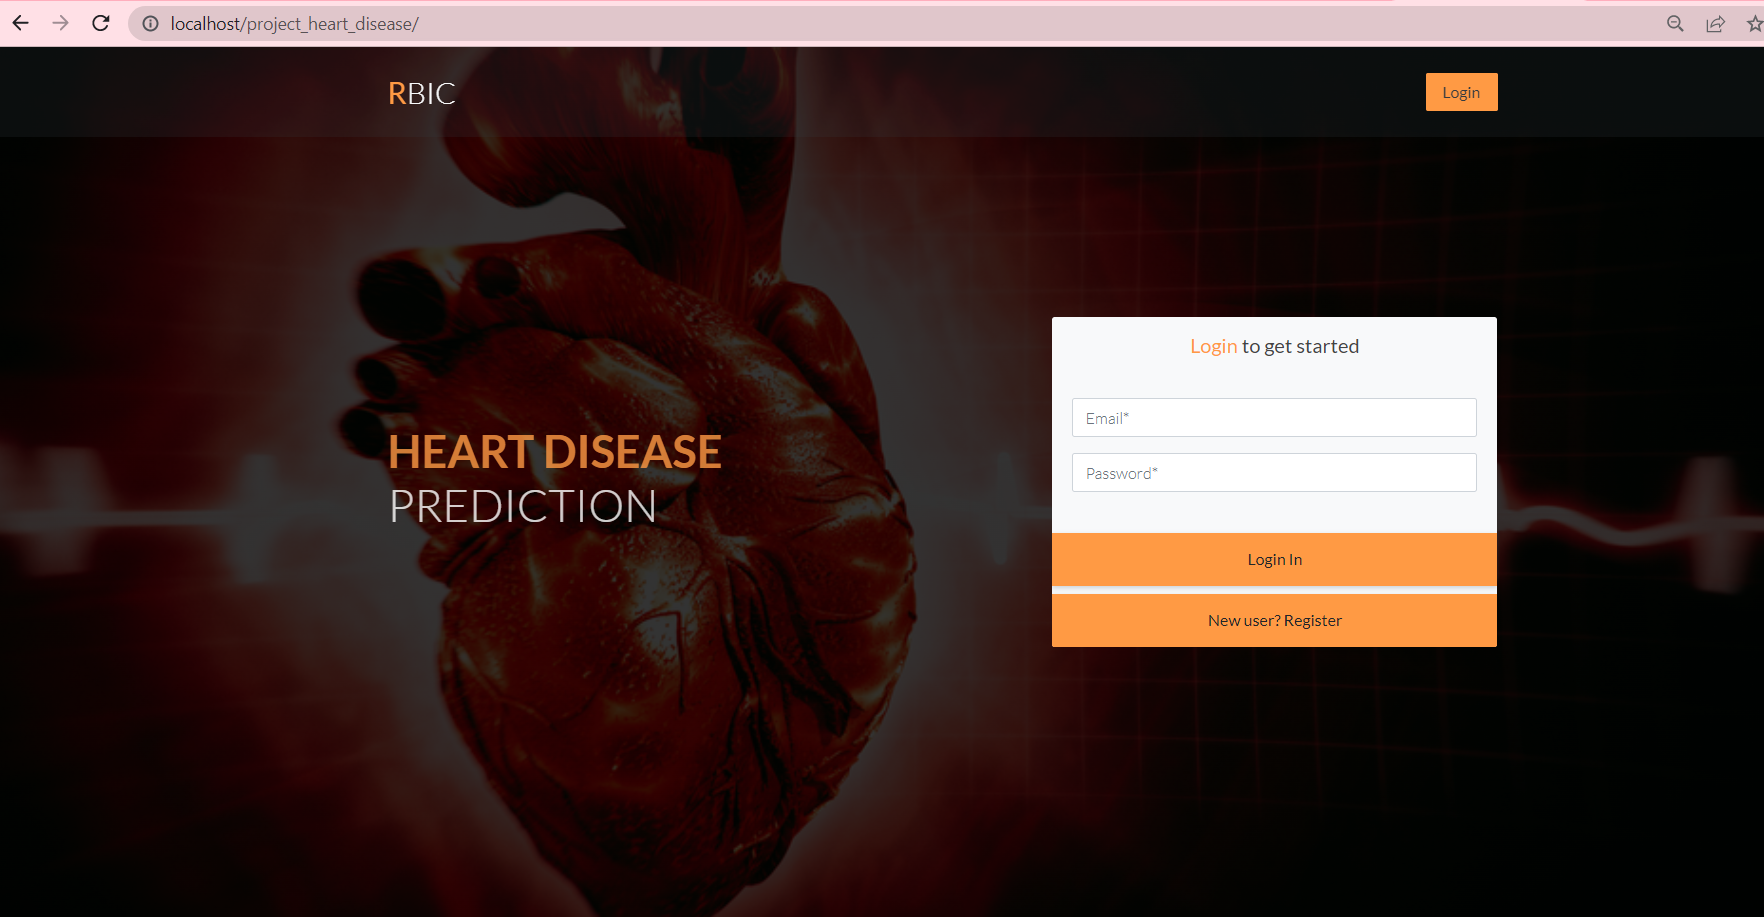 localhost/project_heart_disease/
RBIC
Login
HEART DISEASE
PREDICTION
Login to get started
Email*
Password*
Login In
New user? Register